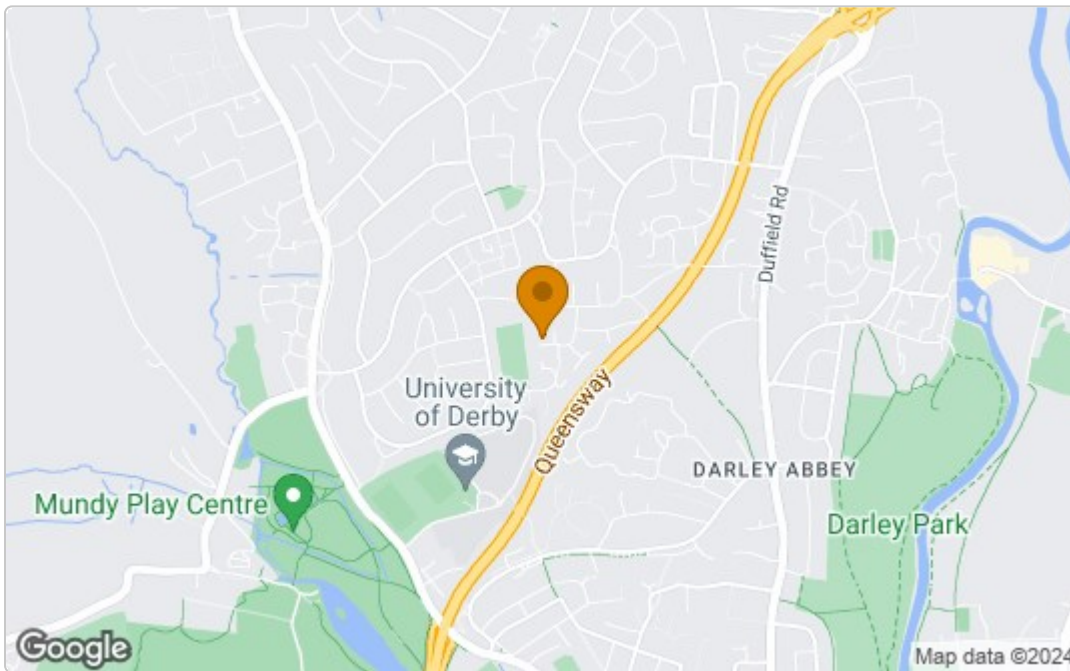 Duffield Rd
University
of Derby
Queensway
DARLEY ABBEY
Mundy Play Centre
Darley Park
Google
Map data ©2024